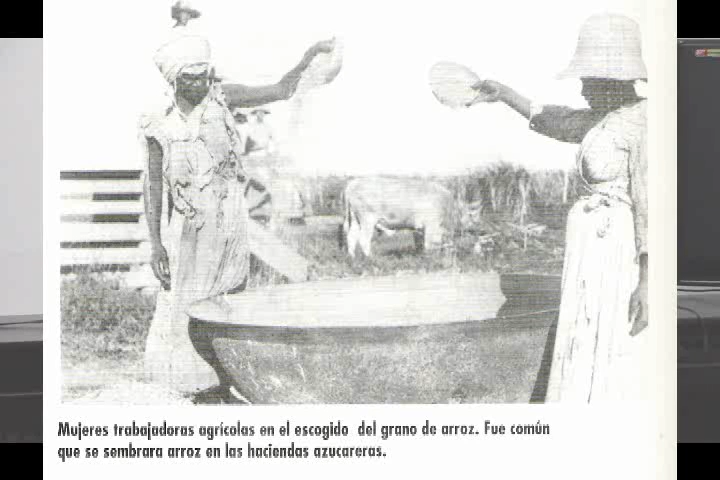 Mujeres trabajadoras agrícolas en el escogido del grano de arroz. Fue común
que se sembrara arroz en las haciendas azucareras.